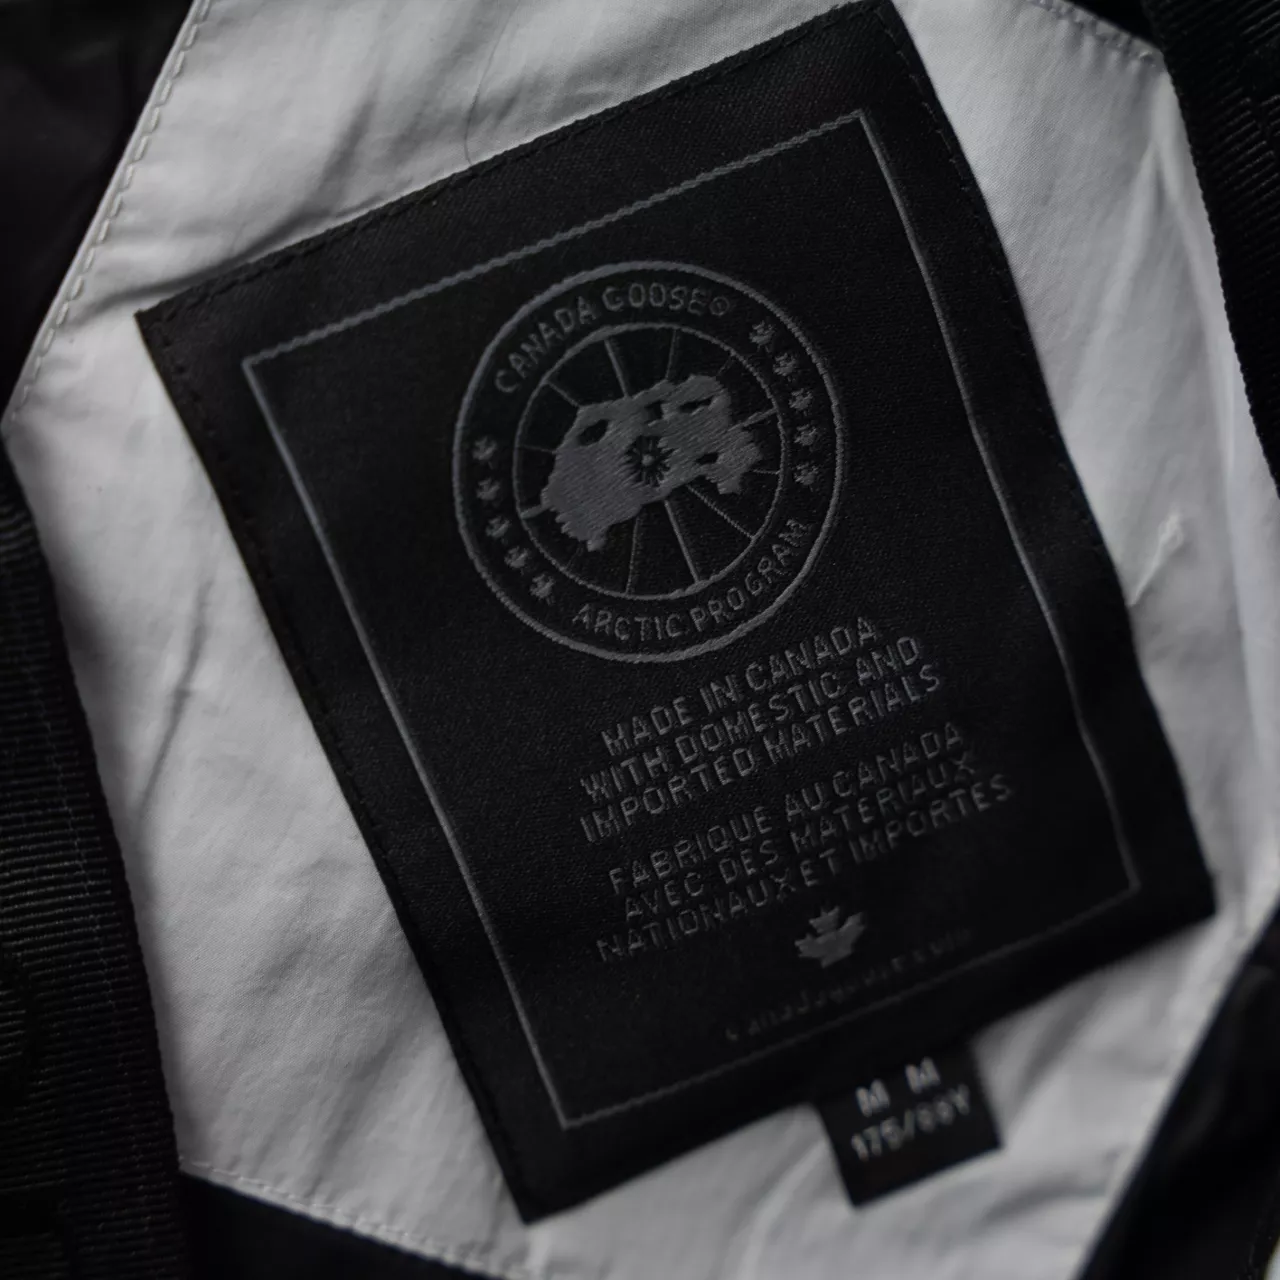 CANADA GOOSE®
ARCTIC PROGRAM
MADE IN CANADA
WITH DOMESTIC AND
IMPORTED MATERIALS
FABRIQUE AU CANADA
AVEC DES MATERIAUX
NATIONAUX ET IMPORTES
M M